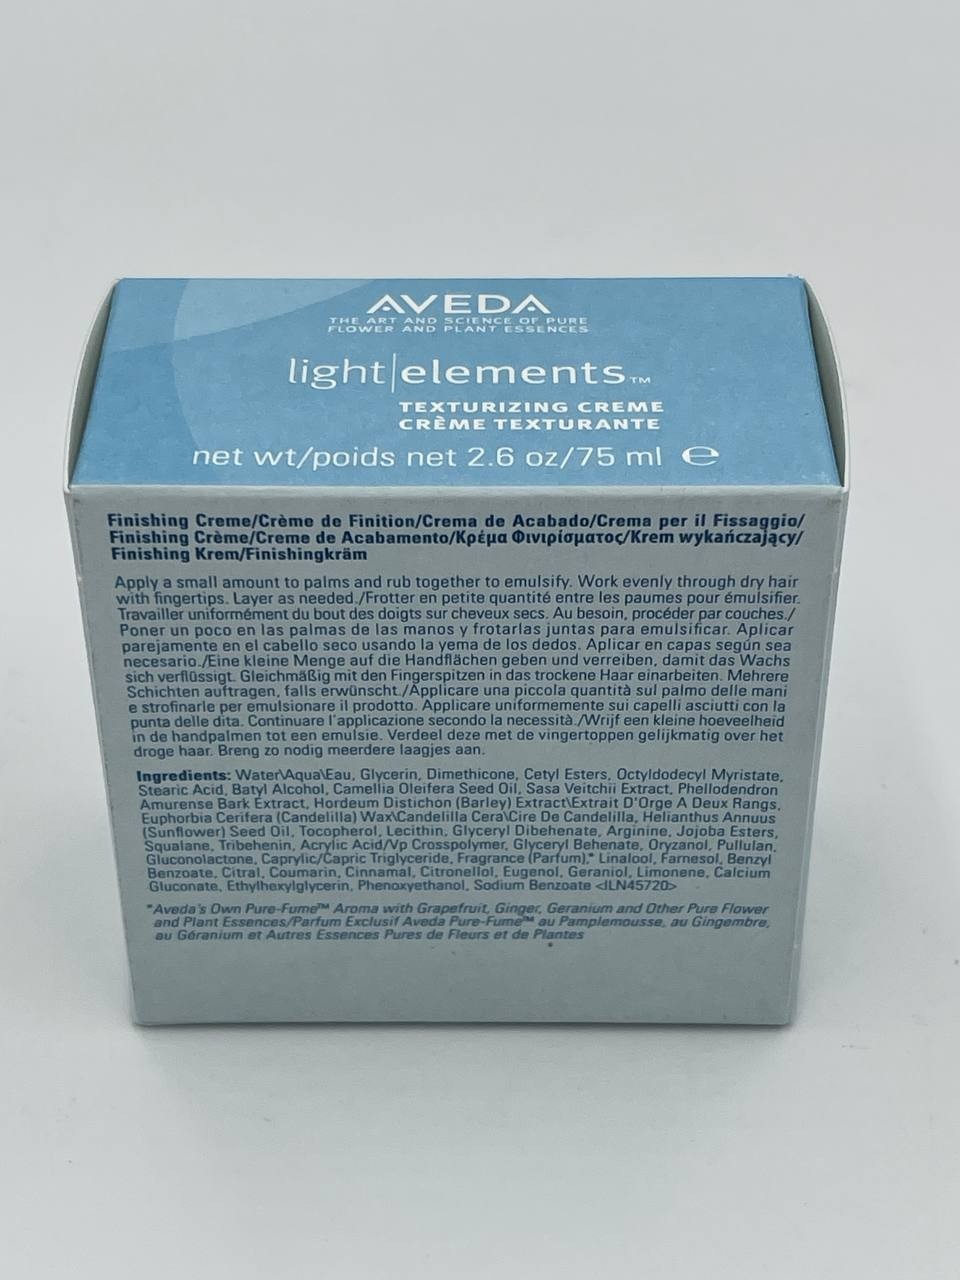 AVEDA
THE ART AND SCIENCE OF PURE
FLOWER AND PLANT ESSENCES
light|elements™
TEXTURIZING CREME
CRÈME TEXTURANTE
net wt/poids net 2.6 oz/75 ml ℮
Finishing Creme/Crème de Finition/Crema de Acabado/Crema per il Fissaggio/
Finishing Crème/Creme de Acabamento/Κρέμα Φινιρίσματος/Krem wykańczający/
Finishing Krem/Finishingkräm
Apply a small amount to palms and rub together to emulsify. Work evenly through dry hair
with fingertips. Layer as needed./Frotter en petite quantité entre les paumes pour émulsifier.
Travailler uniformément du bout des doigts sur cheveux secs. Au besoin, procéder par couches./
Poner un poco en las palmas de las manos y frotarlas juntas para emulsificar. Aplicar
parejamente en el cabello seco usando la yema de los dedos. Aplicar en capas según sea
necesario./Eine kleine Menge auf die Handflächen geben und verreiben, damit das Wachs
sich verflüssigt. Gleichmäßig mit den Fingerspitzen in das trockene Haar einarbeiten. Mehrere
Schichten auftragen, falls erwünscht./Applicare una piccola quantità sul palmo delle mani
e strofinarle per emulsionare il prodotto. Applicare uniformemente sui capelli asciutti con la
punta delle dita. Continuare l'applicazione secondo la necessità./Wrijf een kleine hoeveelheid
in de handpalmen tot een emulsie. Verdeel deze met de vingertoppen gelijkmatig over het
droge haar. Breng zo nodig meerdere laagjes aan.
Ingredients: Water\Aqua\Eau, Glycerin, Dimethicone, Cetyl Esters, Octyldodecyl Myristate,
Stearic Acid, Batyl Alcohol, Camellia Oleifera Seed Oil, Sasa Veitchii Extract, Phellodendron
Amurense Bark Extract, Hordeum Distichon (Barley) Extract\Extrait D'Orge A Deux Rangs,
Euphorbia Cerifera (Candelilla) Wax\Candelilla Cera\Cire De Candelilla, Helianthus Annuus
(Sunflower) Seed Oil, Tocopherol, Lecithin, Glyceryl Dibehenate, Arginine, Jojoba Esters,
Squalane, Tribehenin, Acrylic Acid/Vp Crosspolymer, Glyceryl Behenate, Oryzanol, Pullulan,
Gluconolactone, Caprylic/Capric Triglyceride, Fragrance (Parfum),* Linalool, Farnesol, Benzyl
Benzoate, Citral, Coumarin, Cinnamal, Citronellol, Eugenol, Geraniol, Limonene, Calcium
Gluconate, Ethylhexylglycerin, Phenoxyethanol, Sodium Benzoate <ILN45720>
*Aveda's Own Pure-Fume™ Aroma with Grapefruit, Ginger, Geranium and Other Pure Flower
and Plant Essences/Parfum Exclusif Aveda Pure-Fume™ au Pamplemousse, au Gingembre,
au Géranium et Autres Essences Pures de Fleurs et de Plantes